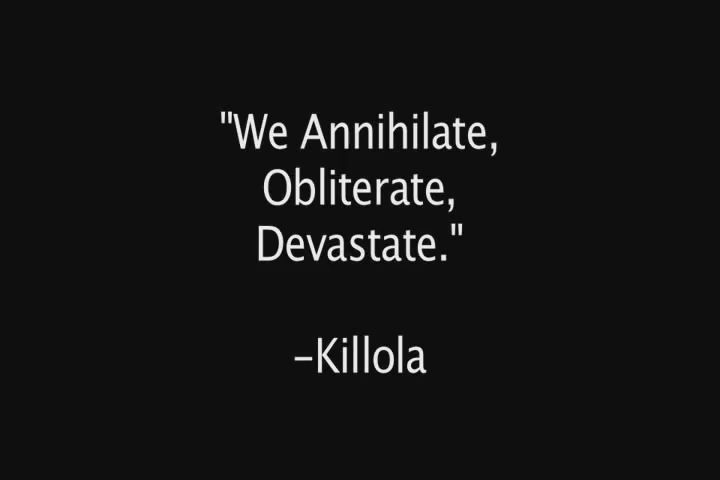 "We Annihilate,
Obliterate,
Devastate."
–Killola